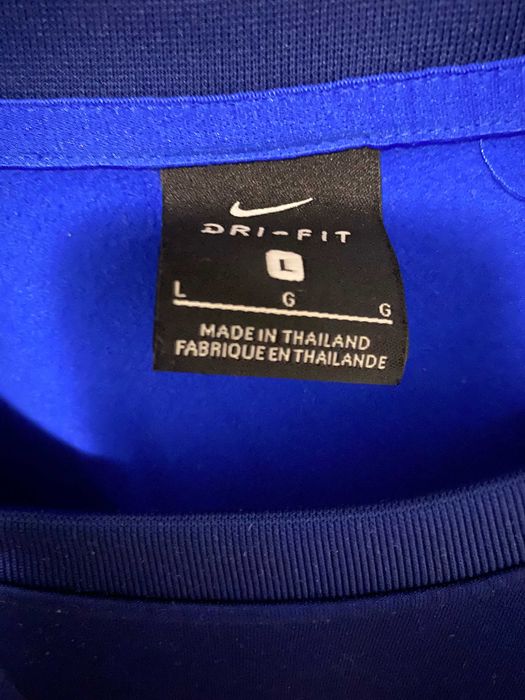 DRI-FIT
L
L G G
MADE IN THAILAND
FABRIQUE EN THAILANDE